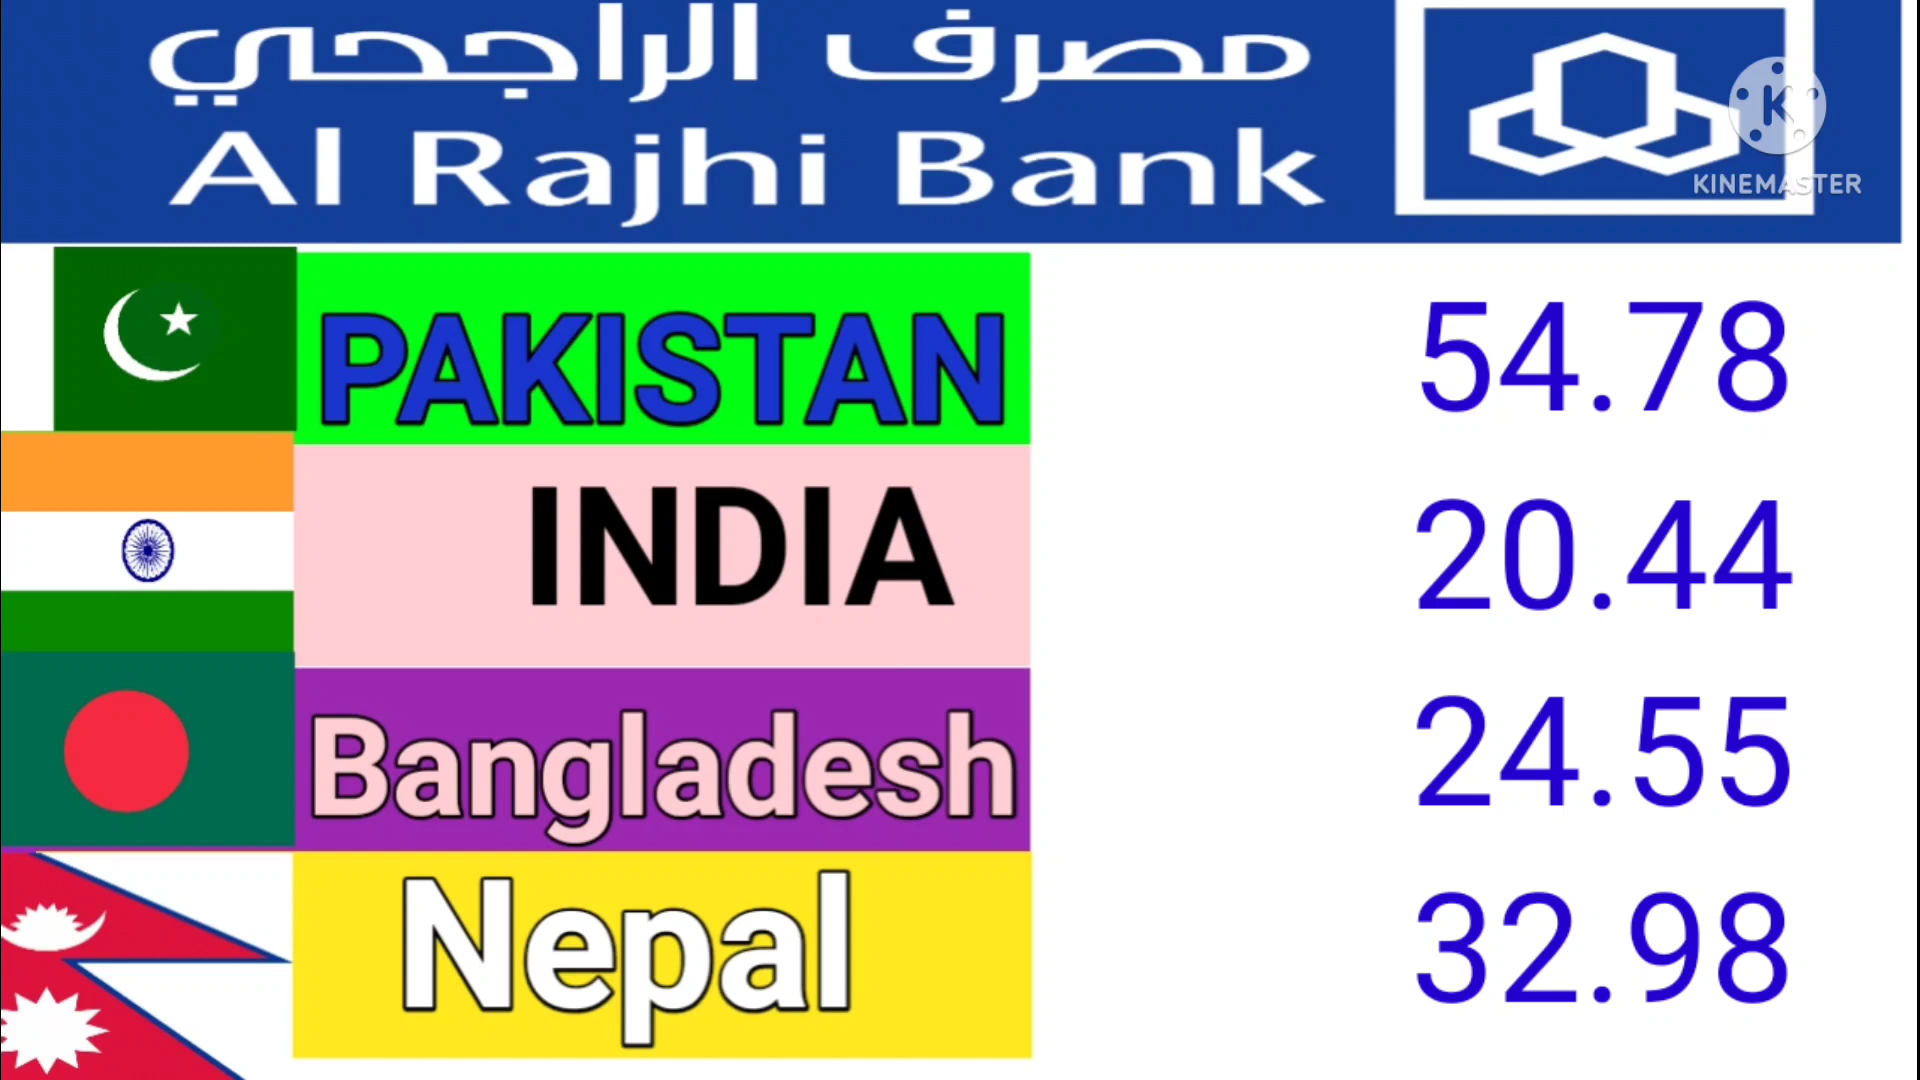 مصرف الراجحي
Al Rajhi Bank
KINEMASTER
PAKISTAN 54.78
INDIA 20.44
Bangladesh 24.55
Nepal 32.98